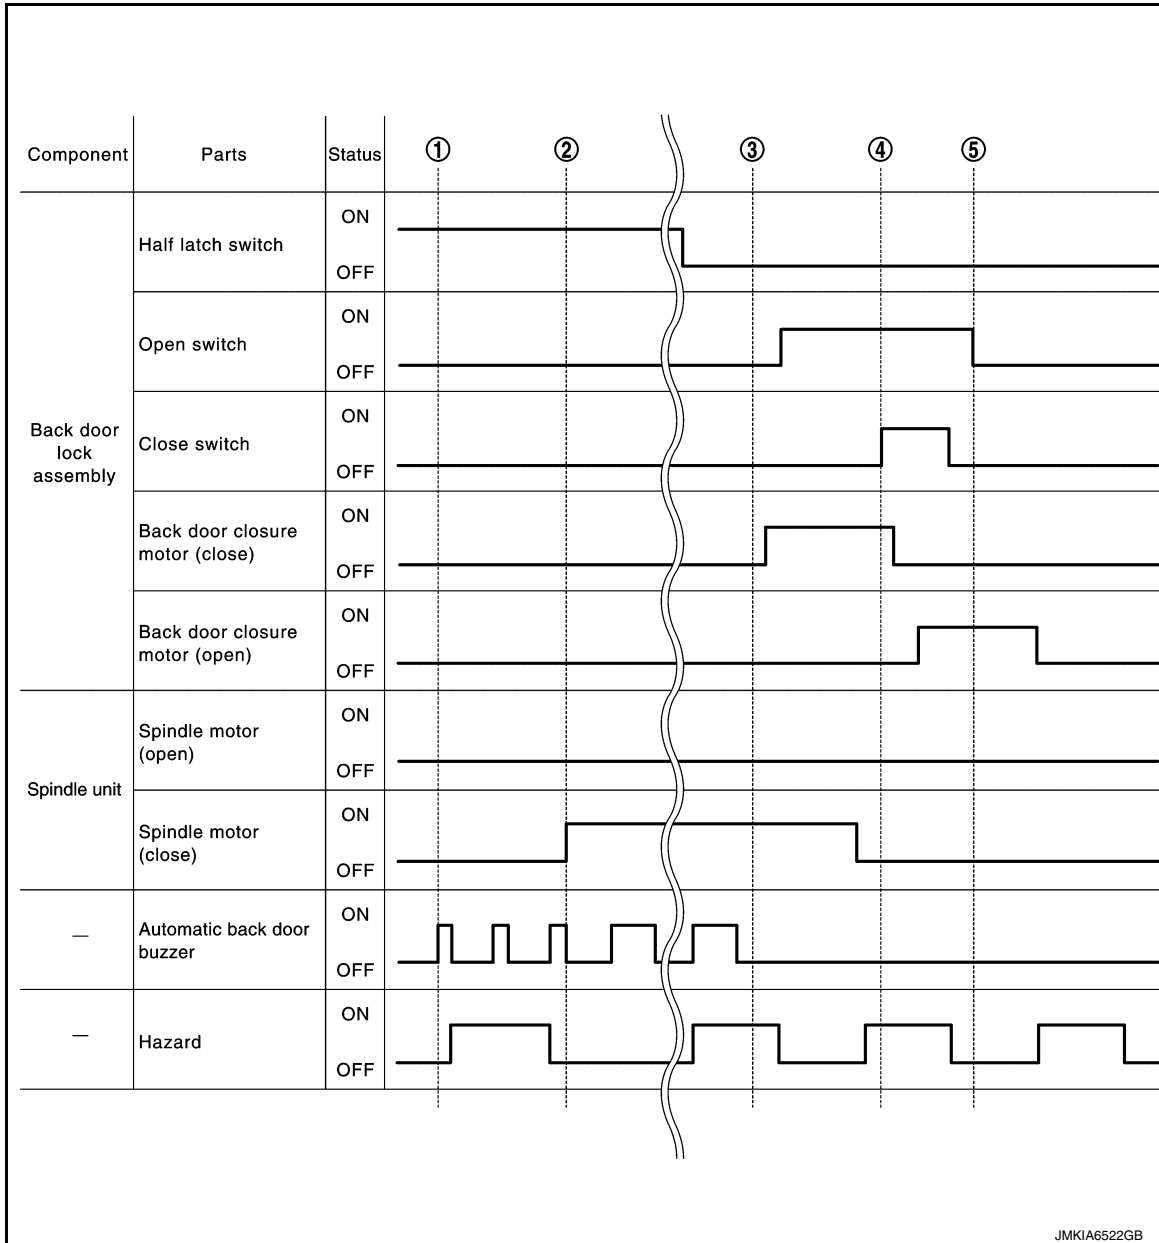 Component Parts Status ① ② ③ ④ ⑤
Back door
lock
assembly
Half latch switch
ON
OFF
Open switch
ON
OFF
Close switch
ON
OFF
Back door closure
motor (close)
ON
OFF
Back door closure
motor (open)
ON
OFF
Spindle unit
Spindle motor
(open)
ON
OFF
Spindle motor
(close)
ON
OFF
—
Automatic back door
buzzer
ON
OFF
—
Hazard
ON
OFF
JMKIA6522GB